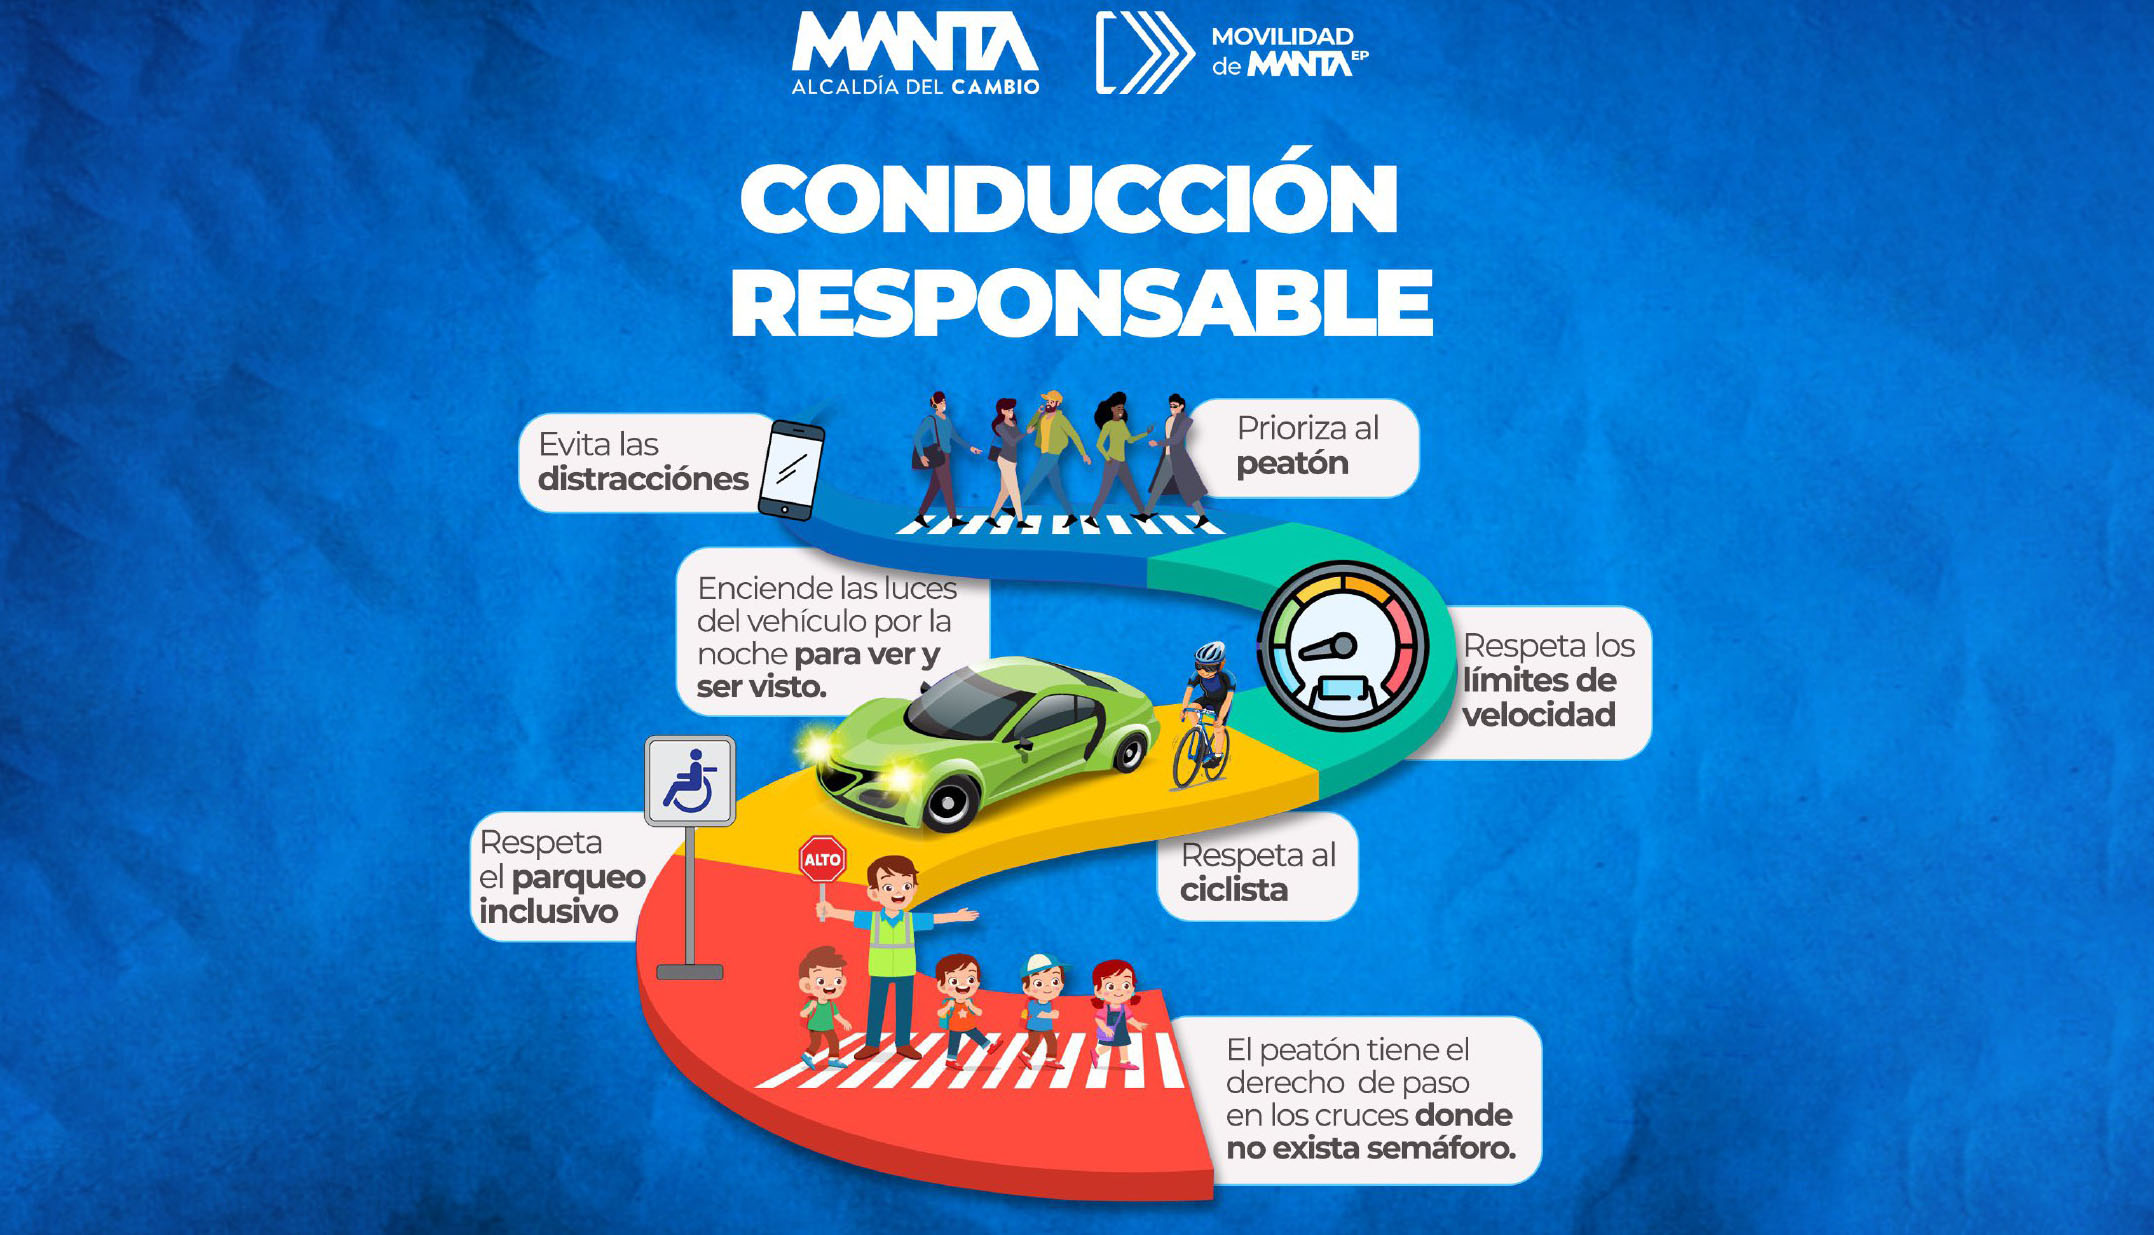 MANTA
ALCALDÍA DEL CAMBIO
MOVILIDAD
de MANTA EP
CONDUCCIÓN
RESPONSABLE
Evita las
distracciónes
Prioriza al
peatón
Enciende las luces
del vehículo por la
noche para ver y
ser visto.
Respeta los
límites de
velocidad
Respeta
el parqueo
inclusivo
ALTO
Respeta al
ciclista
El peatón tiene el
derecho de paso
en los cruces donde
no exista semáforo.